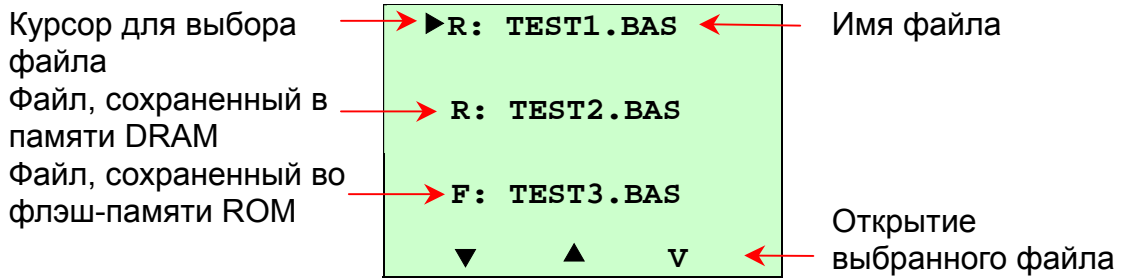 Курсор для выбора
файла
Файл, сохраненный в
памяти DRAM
Файл, сохраненный во
флэш-памяти ROM
▶R: TEST1.BAS
R: TEST2.BAS
F: TEST3.BAS
▼ ▲ V
Имя файла
Открытие
выбранного файла